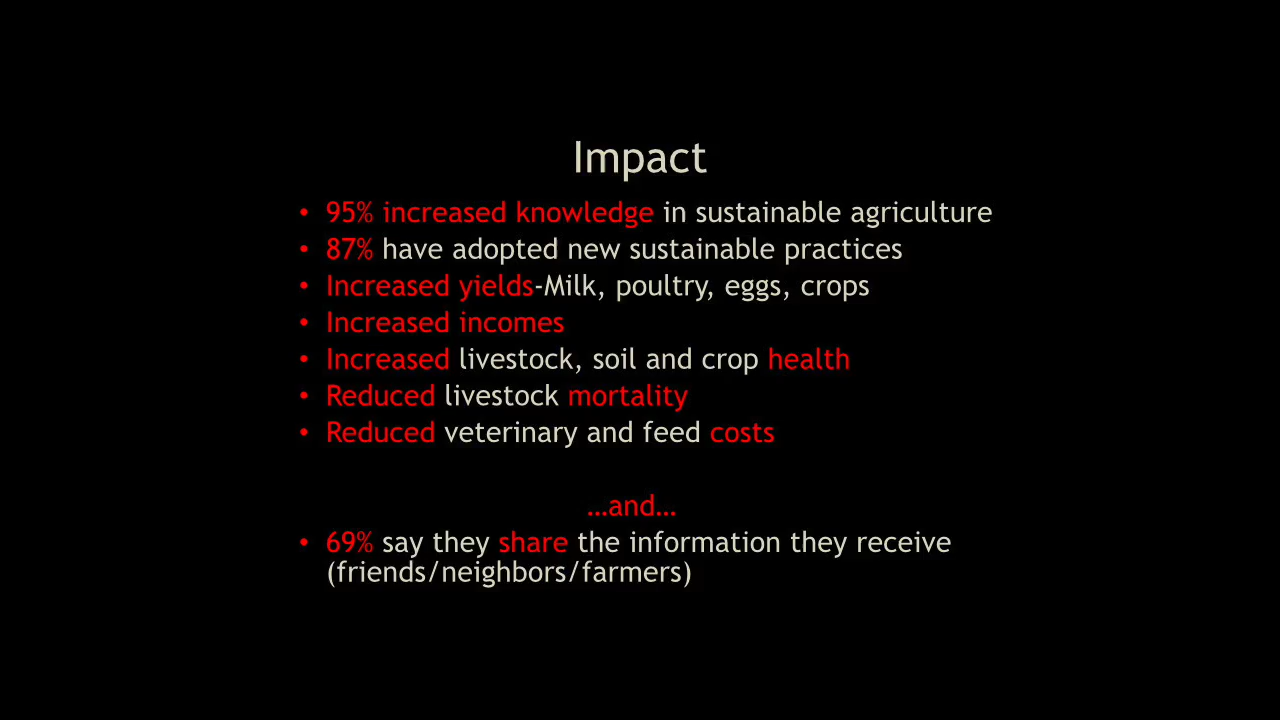 Impact
• 95% increased knowledge in sustainable agriculture
• 87% have adopted new sustainable practices
• Increased yields-Milk, poultry, eggs, crops
• Increased incomes
• Increased livestock, soil and crop health
• Reduced livestock mortality
• Reduced veterinary and feed costs
…and…
• 69% say they share the information they receive
(friends/neighbors/farmers)